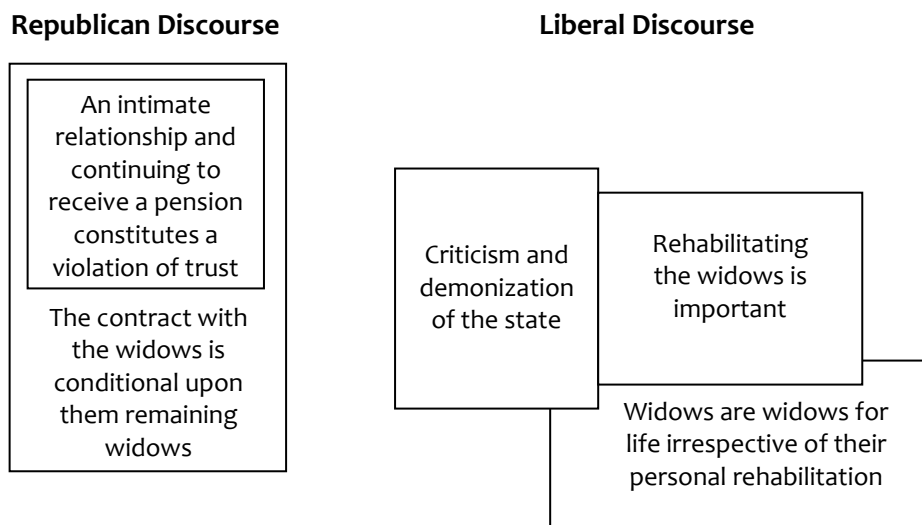 Republican Discourse
An intimate
relationship and
continuing to
receive a pension
constitutes a
violation of trust
The contract with
the widows is
conditional upon
them remaining
widows
Liberal Discourse
Criticism and
demonization
of the state
Rehabilitating
the widows is
important
Widows are widows for
life irrespective of their
personal rehabilitation